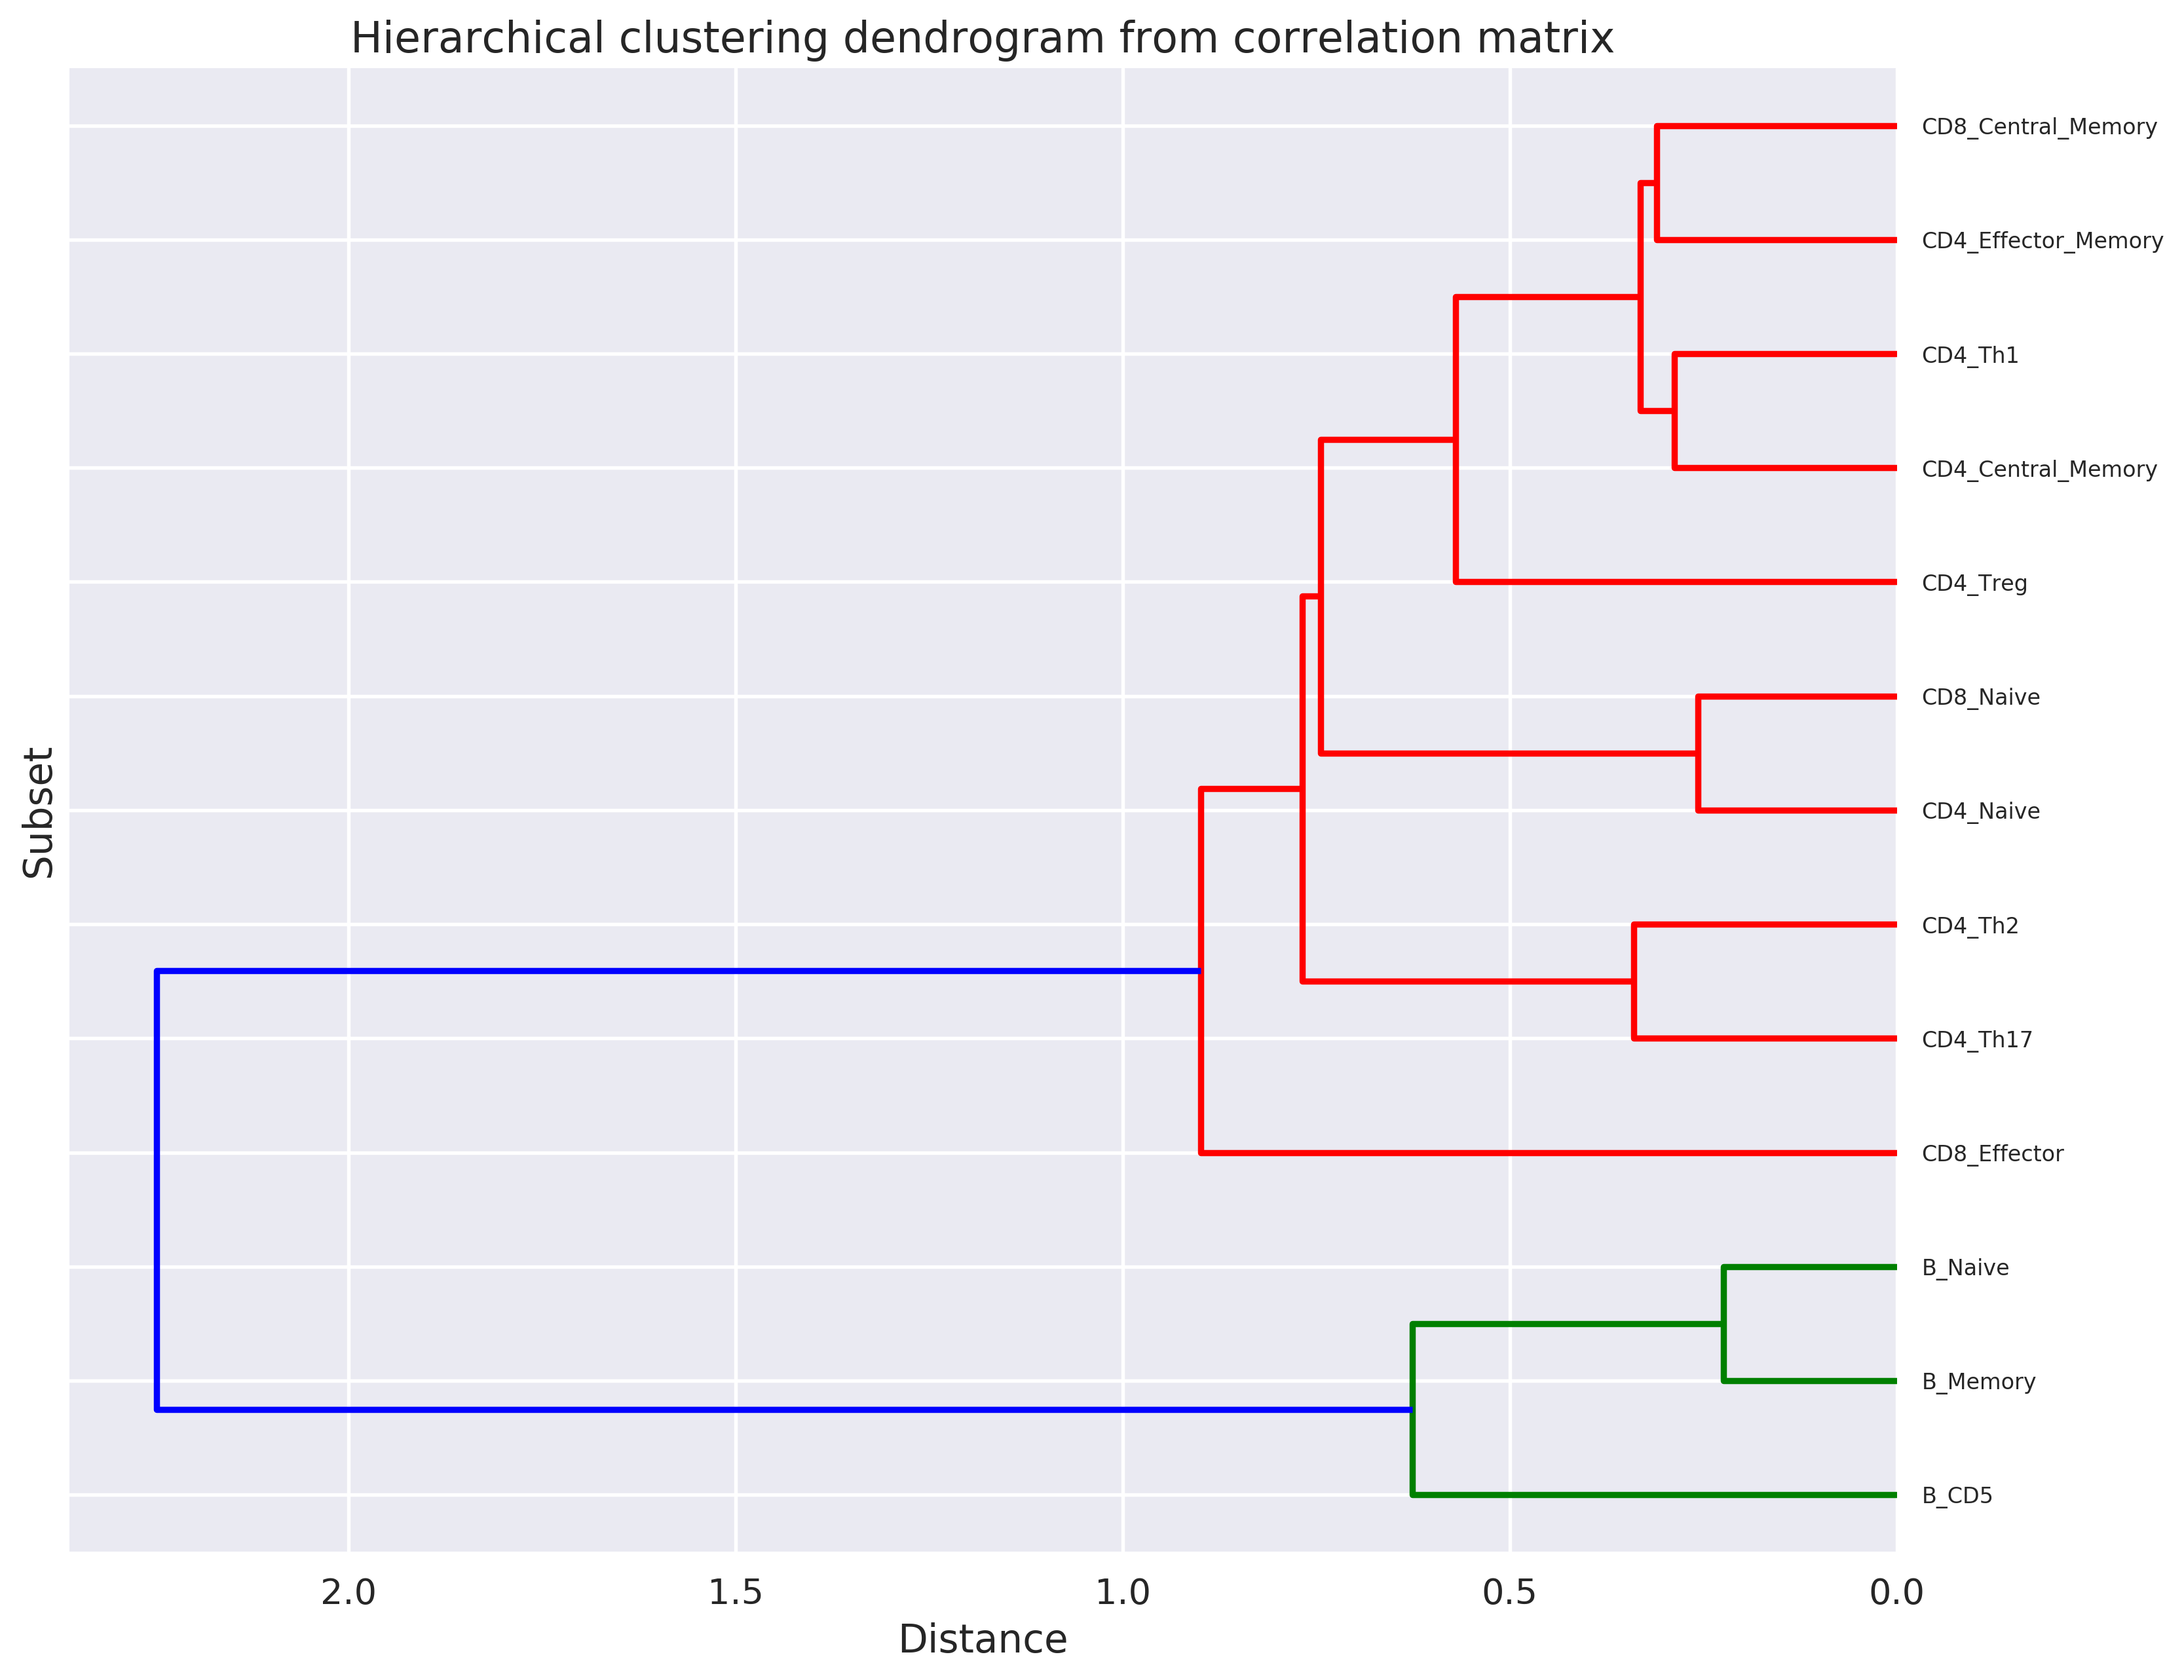 Hierarchical clustering dendrogram from correlation matrix
CD8_Central_Memory
CD4_Effector_Memory
CD4_Th1
CD4_Central_Memory
CD4_Treg
CD8_Naive
CD4_Naive
CD4_Th2
CD4_Th17
CD8_Effector
B_Naive
B_Memory
B_CD5
Subset
2.0 1.5 1.0 0.5 0.0
Distance